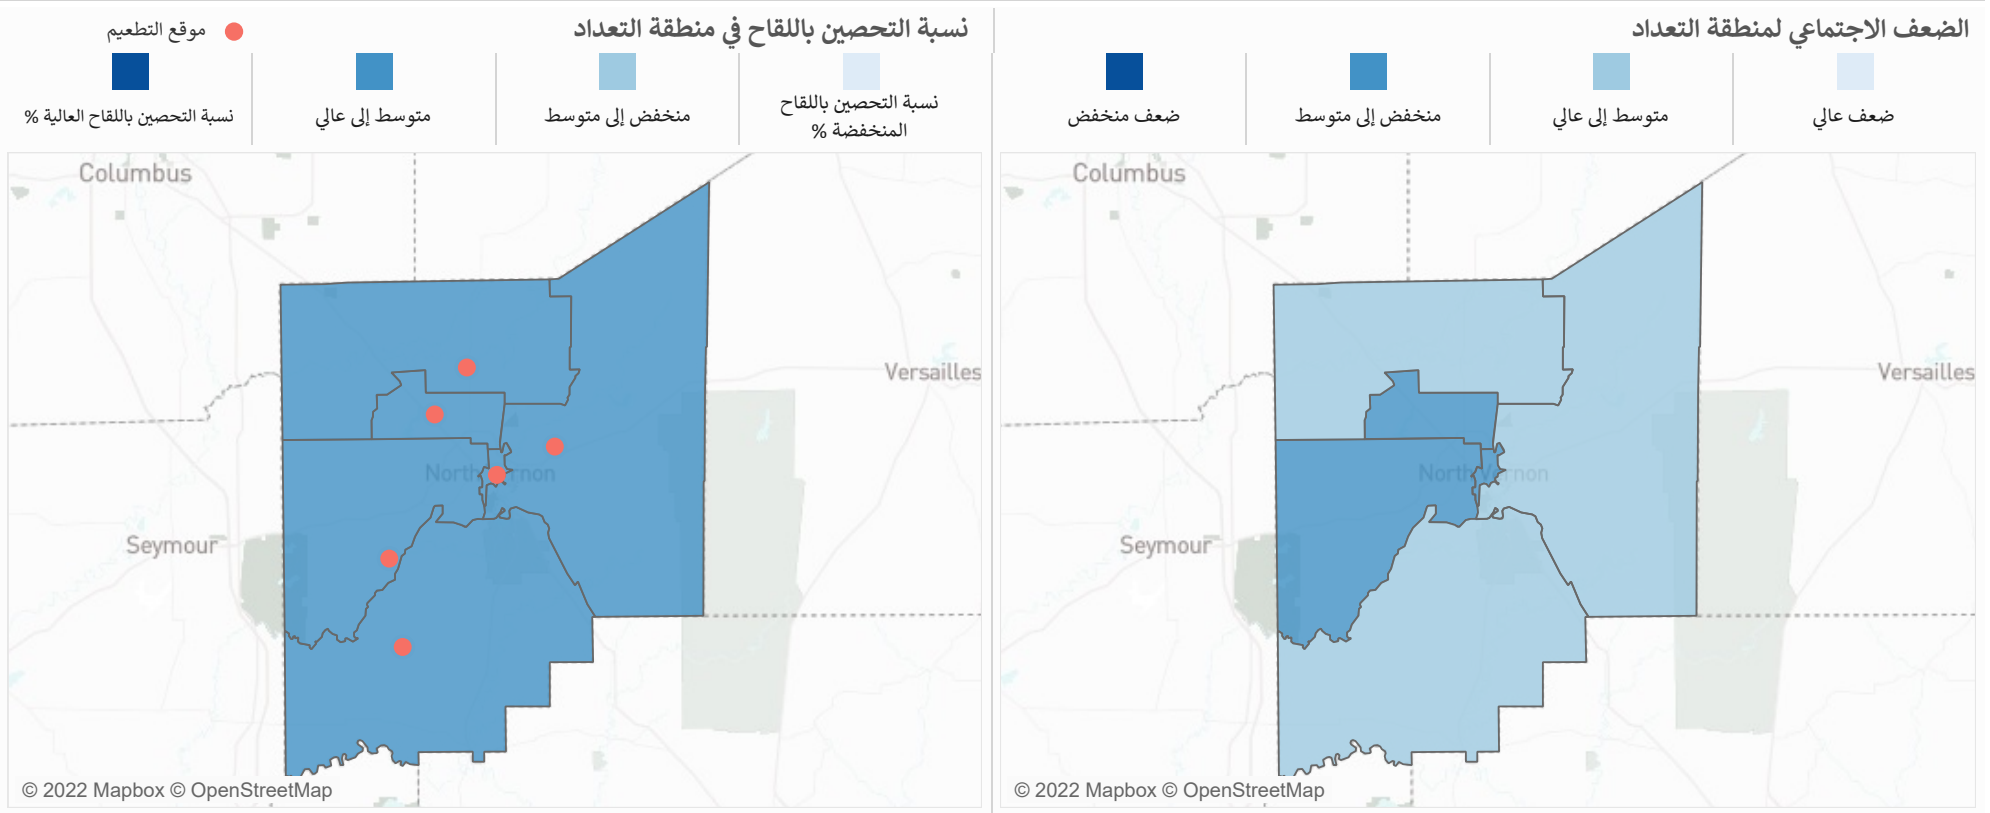 الضعف الاجتماعي لمنطقة التعداد
ضعف عالي
متوسط إلى عالي
منخفض إلى متوسط
ضعف منخفض
نسبة التحصين باللقاح في منطقة التعداد
موقع التطعيم
نسبة التحصين باللقاح
المنخفضة %
منخفض إلى متوسط
متوسط إلى عالي
نسبة التحصين باللقاح العالية %
Columbus
Versailles
North Vernon
Seymour
© 2022 Mapbox © OpenStreetMap
Columbus
Versailles
North Vernon
Seymour
© 2022 Mapbox © OpenStreetMap